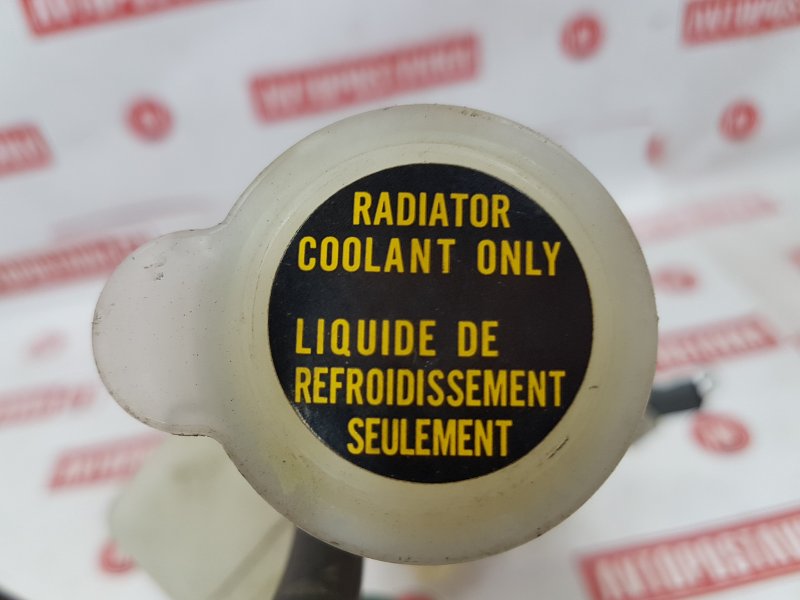 RADIATOR
COOLANT ONLY
LIQUIDE DE
REFROIDISSEMENT
SEULEMENT